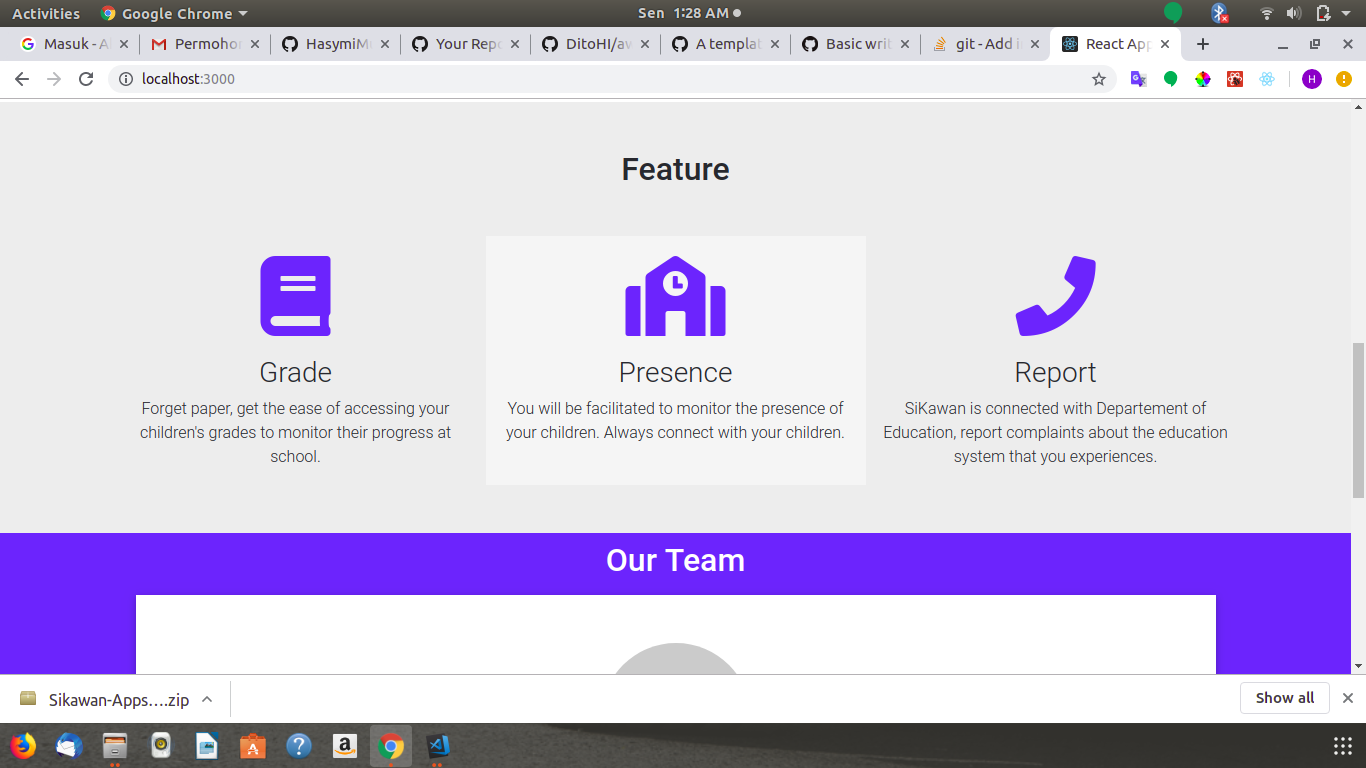 Activities Google Chrome Sen 1:28 AM
Masuk - A Permoho HasymiM Your Repo DitoHI/aw A templat Basic writ git - Add i React App
localhost:3000 H
Feature
Grade
Forget paper, get the ease of accessing your
children's grades to monitor their progress at
school.
Presence
You will be facilitated to monitor the presence of
your children. Always connect with your children.
Report
SiKawan is connected with Departement of
Education, report complaints about the education
system that you experiences.
Our Team
Sikawan-Apps....zip Show all